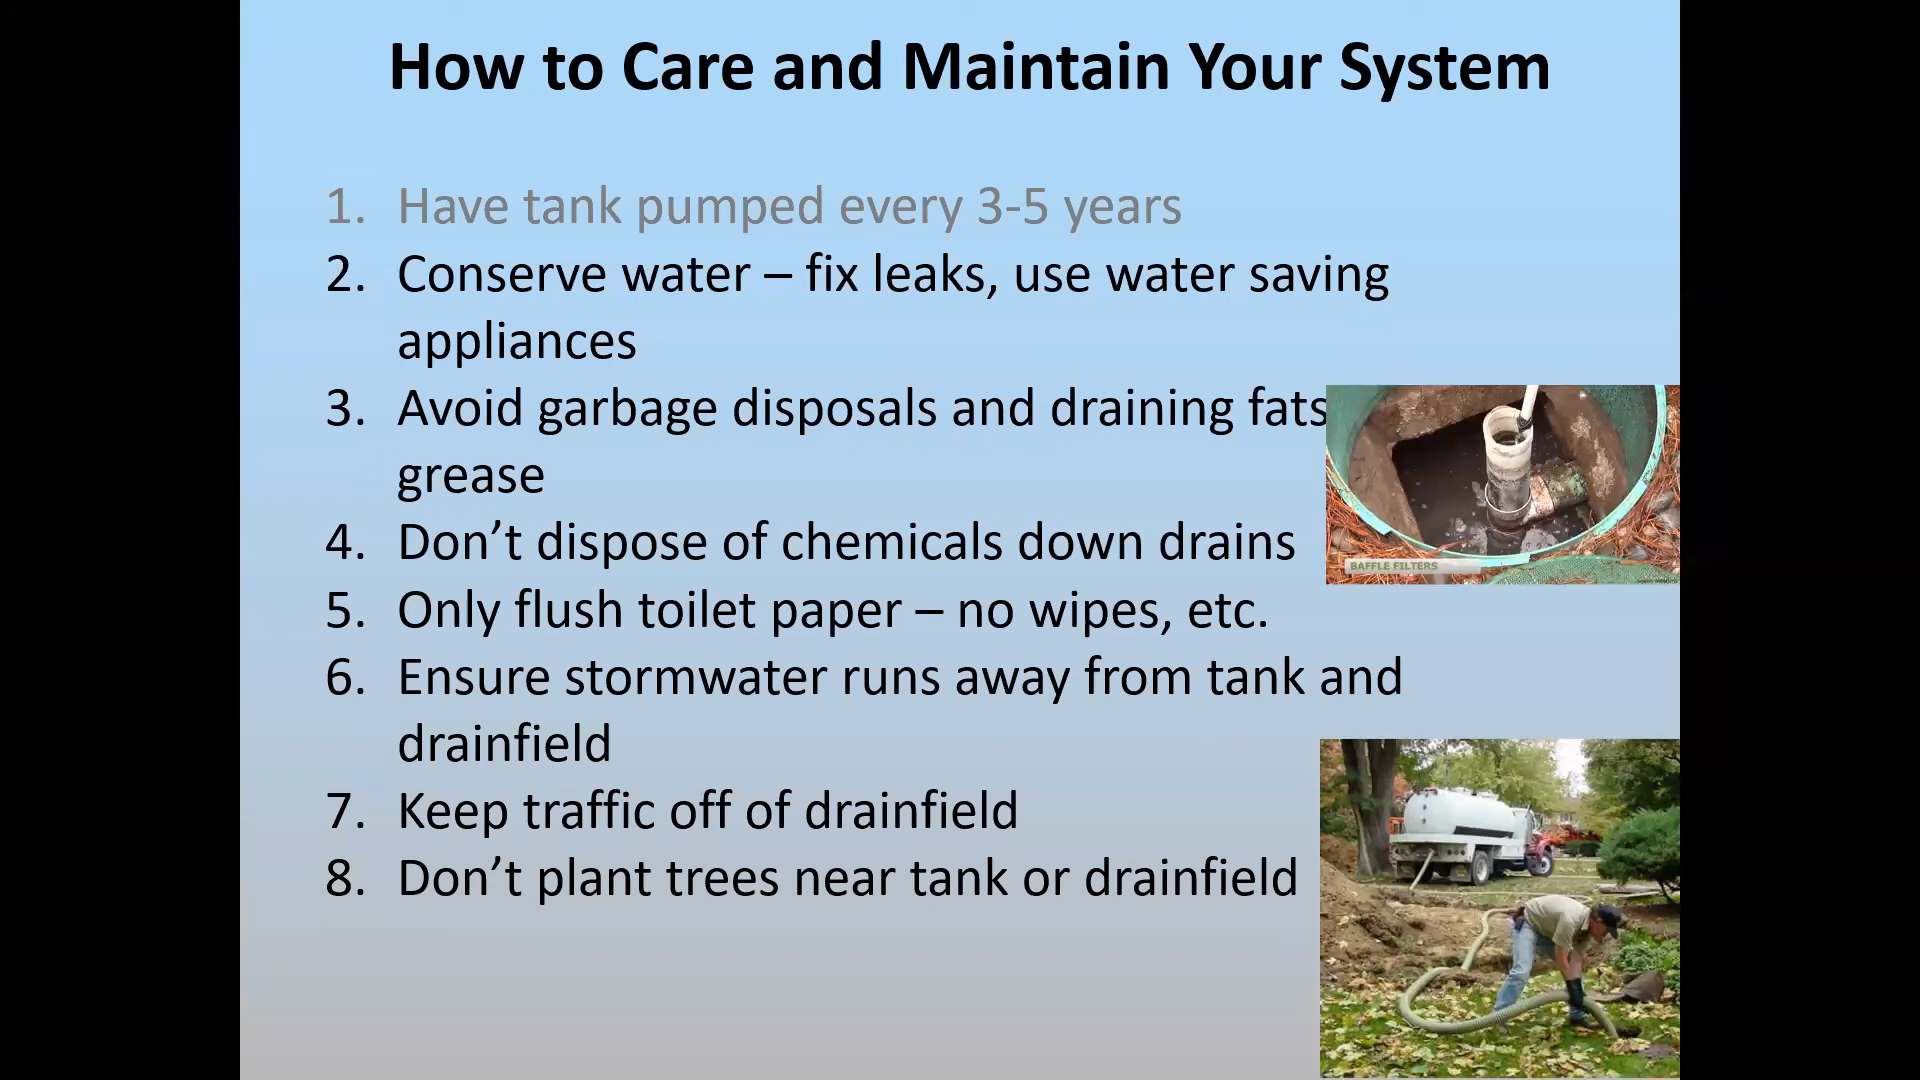 How to Care and Maintain Your System
1. Have tank pumped every 3-5 years
2. Conserve water – fix leaks, use water saving
appliances
3. Avoid garbage disposals and draining fats
grease
4. Don’t dispose of chemicals down drains
BAFFLE FILTERS
5. Only flush toilet paper – no wipes, etc.
6. Ensure stormwater runs away from tank and
drainfield
7. Keep traffic off of drainfield
8. Don’t plant trees near tank or drainfield